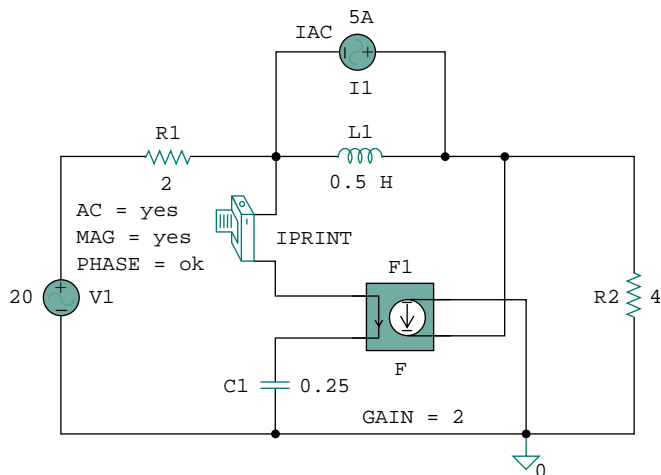 5A
IAC
I1
R1
L1
2
0.5 H
AC = yes
MAG = yes
PHASE = ok
IPRINT
F1
20
V1
R2
4
F
C1
0.25
GAIN = 2
0